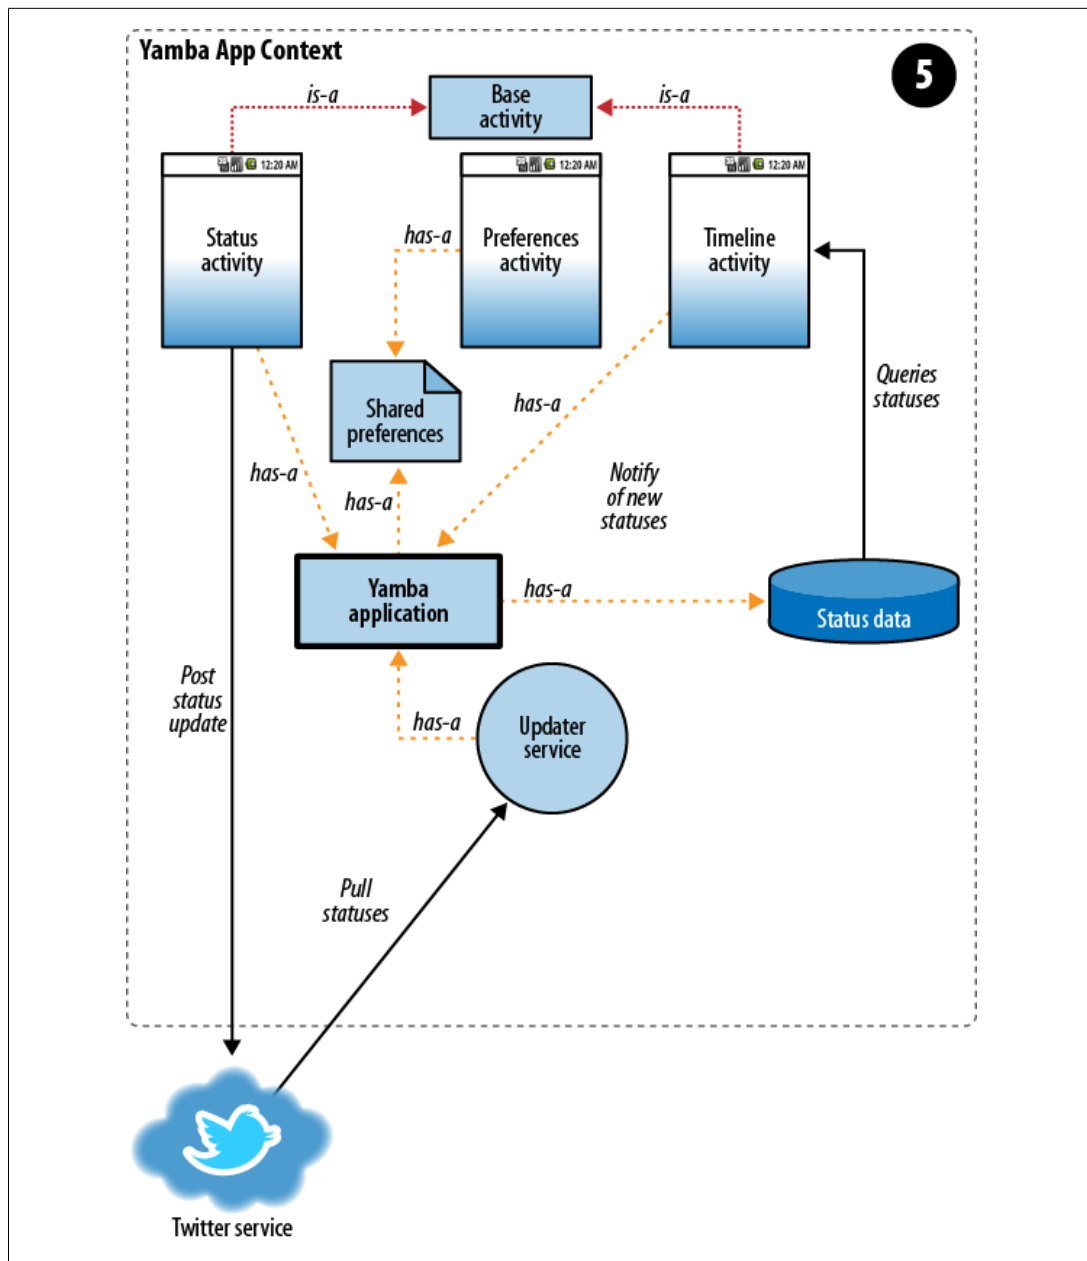 Yamba App Context
5
is-a
Base
activity
is-a
12:20 AM
12:20 AM
12:20 AM
Status
activity
has-a
Preferences
activity
Timeline
activity
Queries
statuses
Shared
preferences
has-a
has-a
has-a
Notify
of new
statuses
Yamba
application
has-a
Status data
Post
status
update
has-a
Updater
service
Pull
statuses
Twitter service